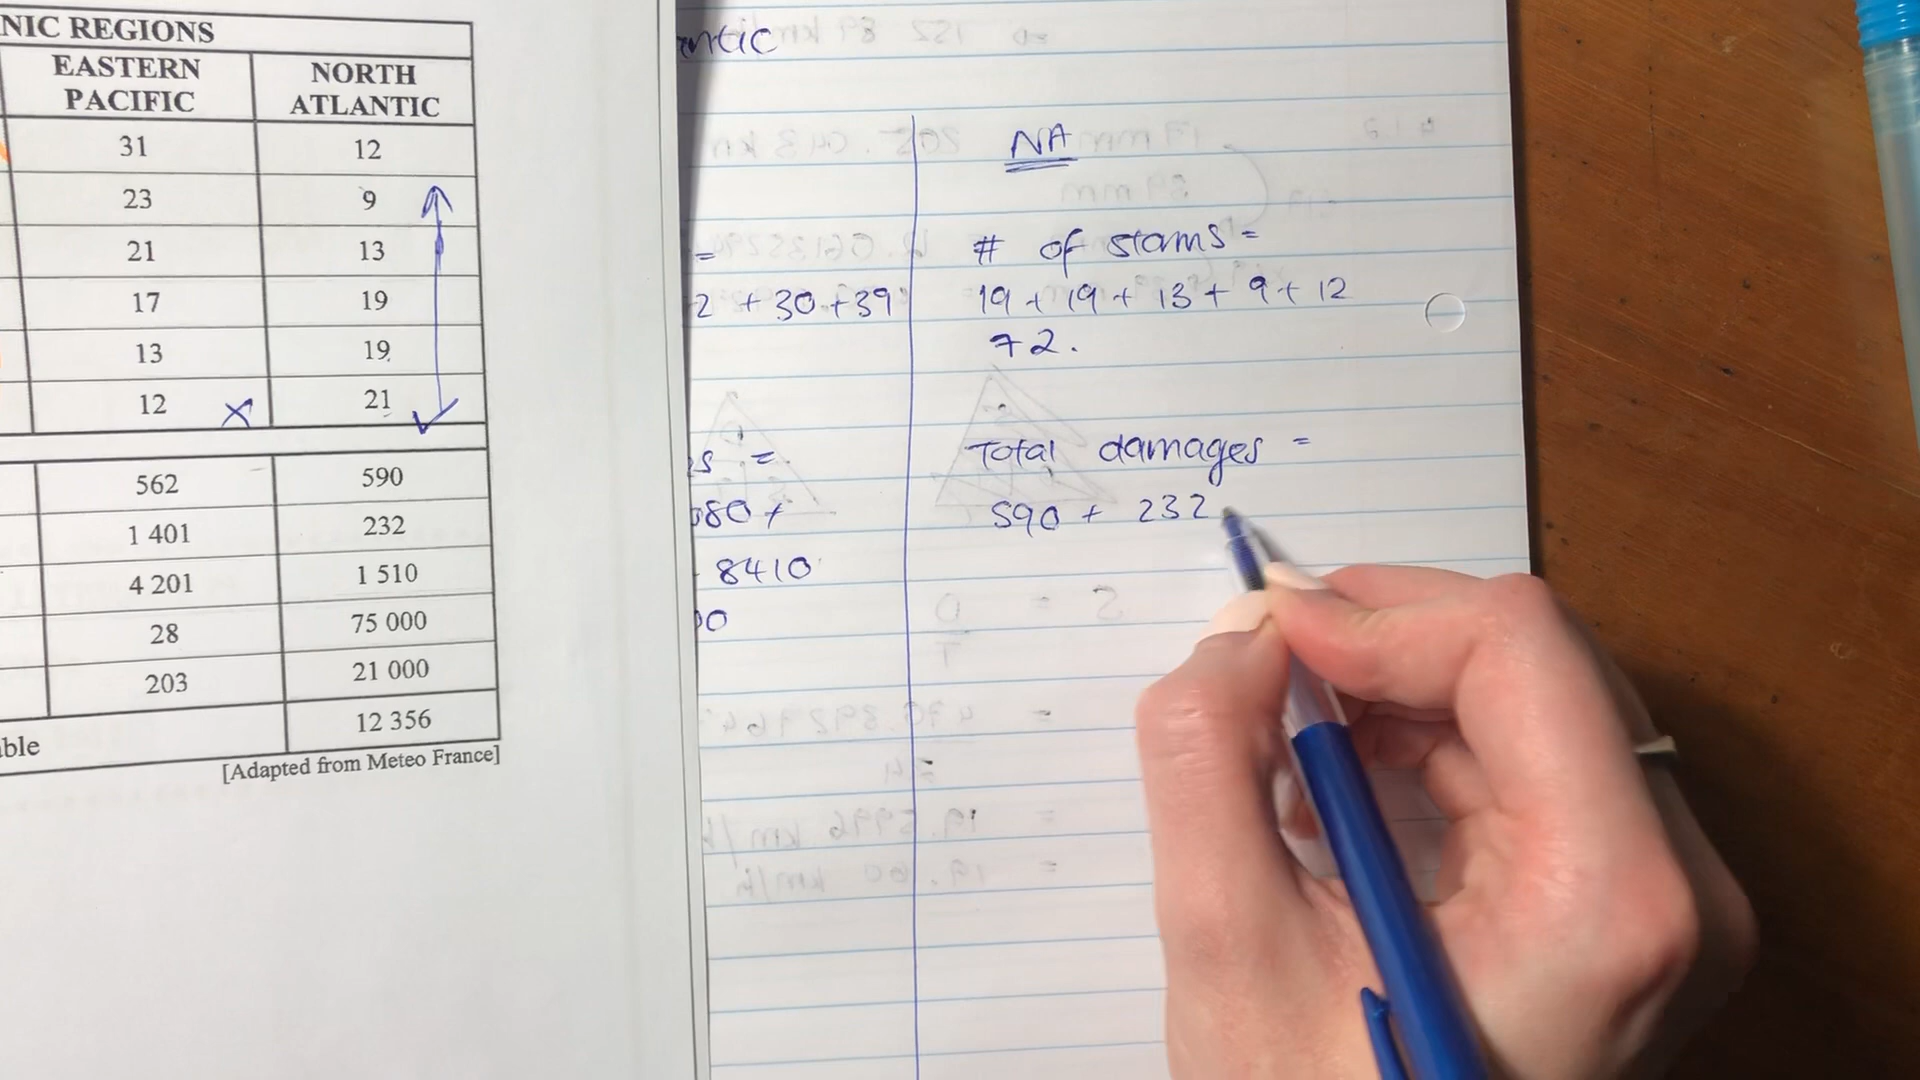 NIC REGIONS
EASTERN PACIFIC NORTH ATLANTIC
31 12
23 9
21 13
17 19
13 19
12 x 21
562 590
1 401 232
4 201 1 510
28 75 000
203 21 000
12 356
[Adapted from Meteo France]
ntic
=
2 + 30 + 39
=
80 +
8410
0
NA
# of storms =
19 + 19 + 13 + 9 + 12
72.
Total damages =
590 + 232